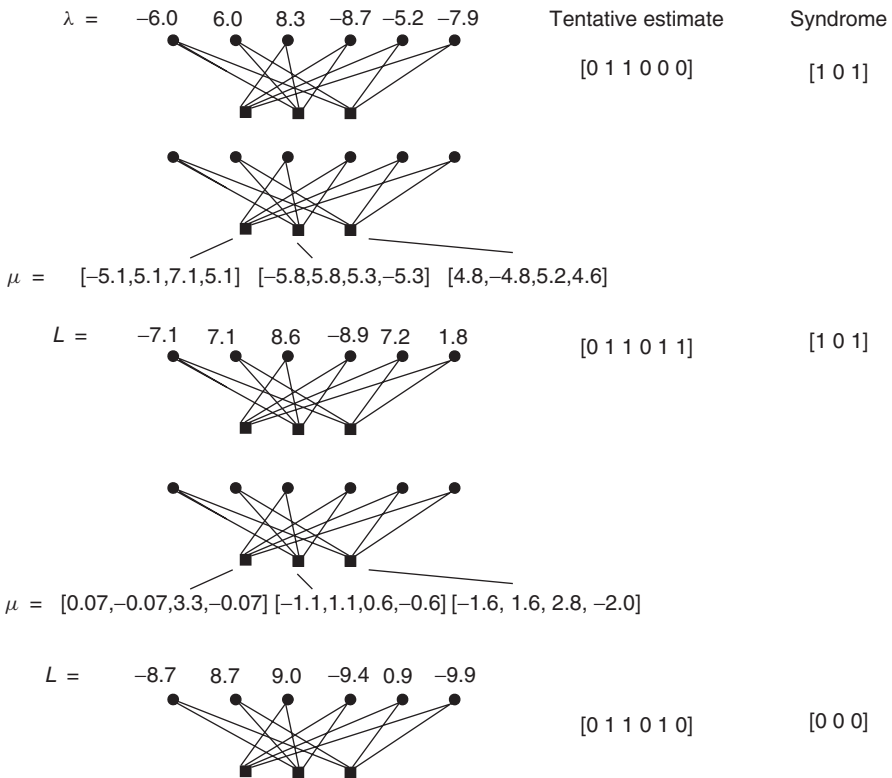 λ = −6.0 6.0 8.3 −8.7 −5.2 −7.9 Tentative estimate Syndrome
[0 1 1 0 0 0] [1 0 1]
μ = [−5.1,5.1,7.1,5.1] [−5.8,5.8,5.3,−5.3] [4.8,−4.8,5.2,4.6]
L = −7.1 7.1 8.6 −8.9 7.2 1.8 [0 1 1 0 1 1] [1 0 1]
μ = [0.07,−0.07,3.3,−0.07] [−1.1,1.1,0.6,−0.6] [−1.6, 1.6, 2.8, −2.0]
L = −8.7 8.7 9.0 −9.4 0.9 −9.9
[0 1 1 0 1 0] [0 0 0]